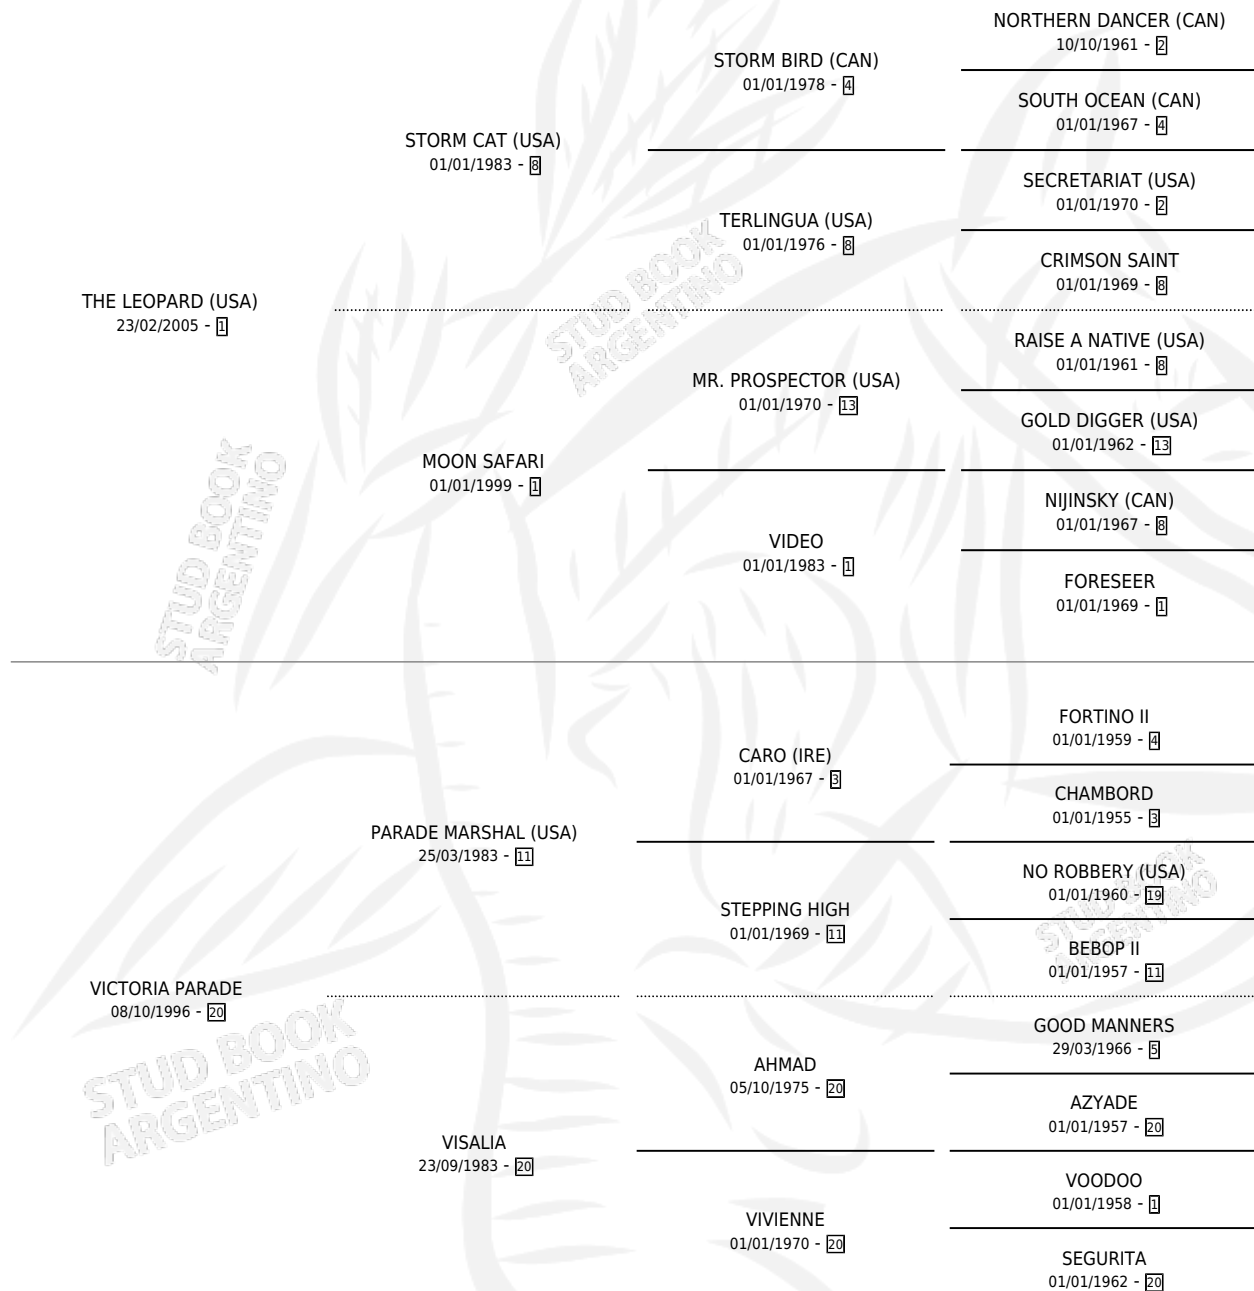 NORTHERN DANCER (CAN)
10/10/1961 - 2
STORM BIRD (CAN)
01/01/1978 - 4
SOUTH OCEAN (CAN)
01/01/1967 - 4
STORM CAT (USA)
01/01/1983 - 8
SECRETARIAT (USA)
01/01/1970 - 2
TERLINGUA (USA)
01/01/1976 - 8
CRIMSON SAINT
01/01/1969 - 8
THE LEOPARD (USA)
23/02/2005 - 1
RAISE A NATIVE (USA)
01/01/1961 - 8
MR. PROSPECTOR (USA)
01/01/1970 - 13
GOLD DIGGER (USA)
01/01/1962 - 13
MOON SAFARI
01/01/1999 - 1
NIJINSKY (CAN)
01/01/1967 - 8
VIDEO
01/01/1983 - 1
FORESEER
01/01/1969 - 1
FORTINO II
01/01/1959 - 4
CARO (IRE)
01/01/1967 - 3
CHAMBORD
01/01/1955 - 3
PARADE MARSHAL (USA)
25/03/1983 - 11
NO ROBBERY (USA)
01/01/1960 - 19
STEPPING HIGH
01/01/1969 - 11
BEBOP II
01/01/1957 - 11
VICTORIA PARADE
08/10/1996 - 20
GOOD MANNERS
29/03/1966 - 5
AHMAD
05/10/1975 - 20
AZYADE
01/01/1957 - 20
VISALIA
23/09/1983 - 20
VOODOO
01/01/1958 - 1
VIVIENNE
01/01/1970 - 20
SEGURITA
01/01/1962 - 20
STUD BOOK
ARGENTINO
STUD BOOK
ARGENTINO
STUD BOOK
ARGENTINO
STUD BOOK
ARGENTINO